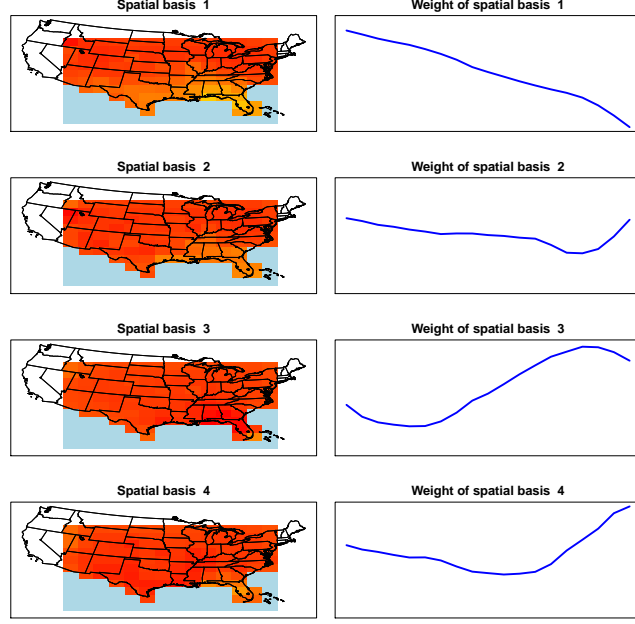 Spatial basis 1
Weight of spatial basis 1
Spatial basis 2
Weight of spatial basis 2
Spatial basis 3
Weight of spatial basis 3
Spatial basis 4
Weight of spatial basis 4